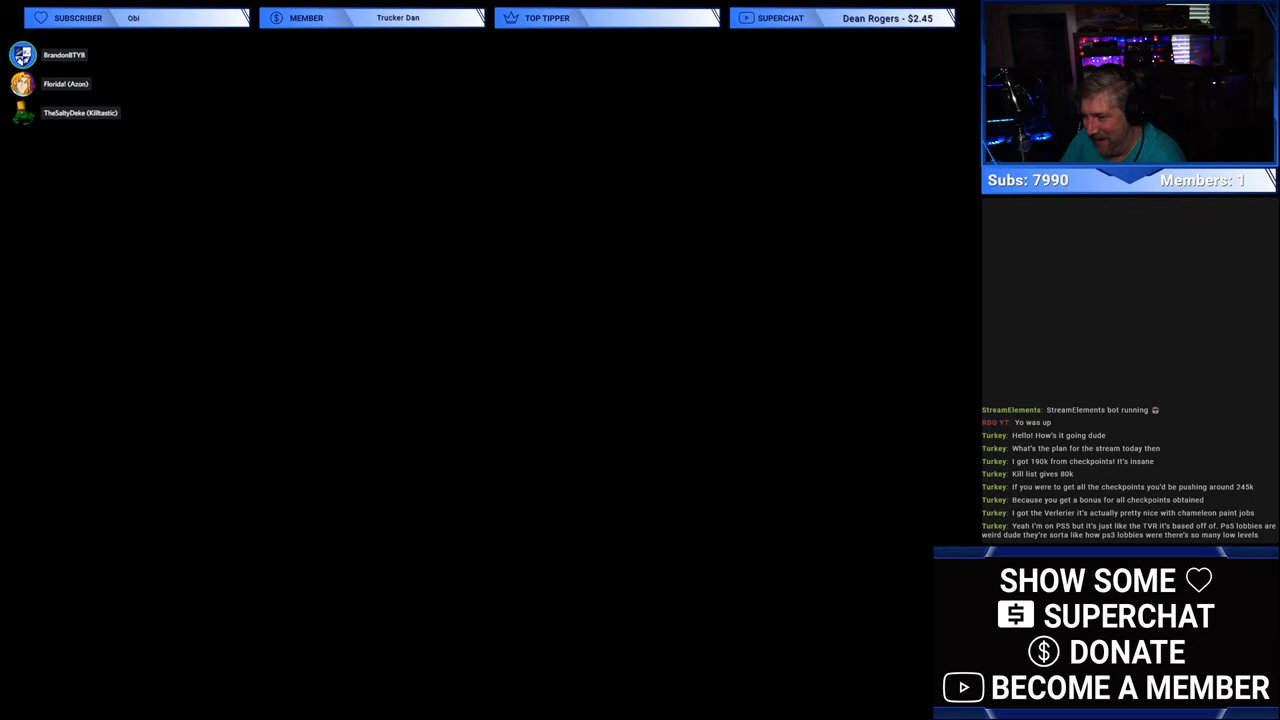 SUBSCRIBER Obi
MEMBER Trucker Dan
TOP TIPPER
SUPERCHAT Dean Rogers - $2.45
BrandonBTYB
Florida! (Azon)
TheSaltyDeke (Killtastic)
Subs: 7990 Members: 1
StreamElements: StreamElements bot running
RDG YT: Yo was up
Turkey: Hello! How's it going dude
Turkey: What's the plan for the stream today then
Turkey: I got 190k from checkpoints! It's insane
Turkey: Kill list gives 80k
Turkey: If you were to get all the checkpoints you'd be pushing around 245k
Turkey: Because you get a bonus for all checkpoints obtained
Turkey: I got the Verlerier it's actually pretty nice with chameleon paint jobs
Turkey: Yeah I'm on PS5 but it's just like the TVR it's based off of. Ps5 lobbies are
weird dude they're sorta like how ps3 lobbies were there's so many low levels
SHOW SOME
SUPERCHAT
DONATE
BECOME A MEMBER